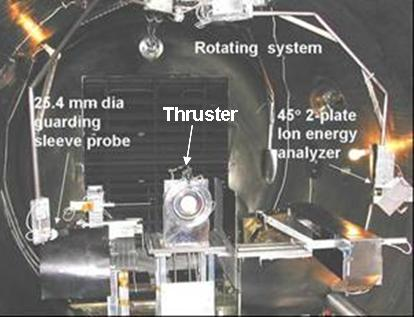 Rotating system
25.4 mm dia
guarding
sleeve probe
Thruster
45° 2-plate
Ion energy
analyzer